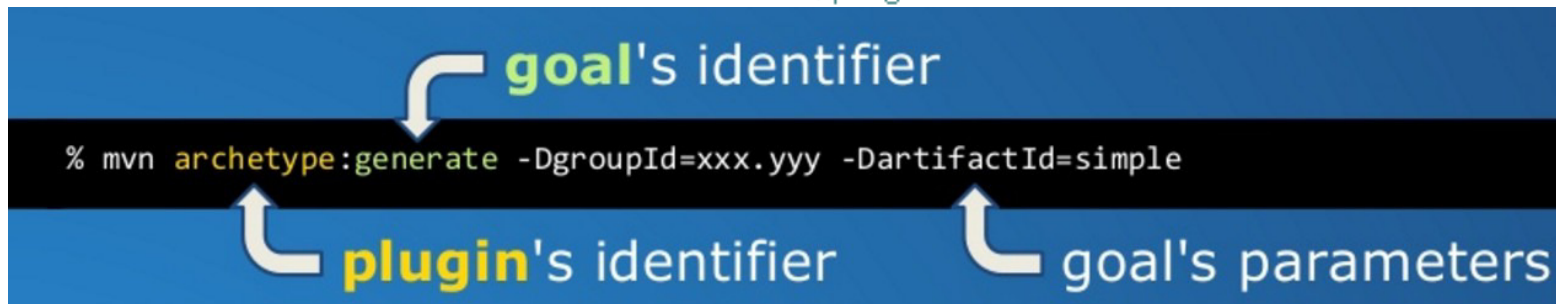 goal's identifier
% mvn archetype:generate -DgroupId=xxx.yyy -DartifactId=simple
plugin's identifier
goal's parameters